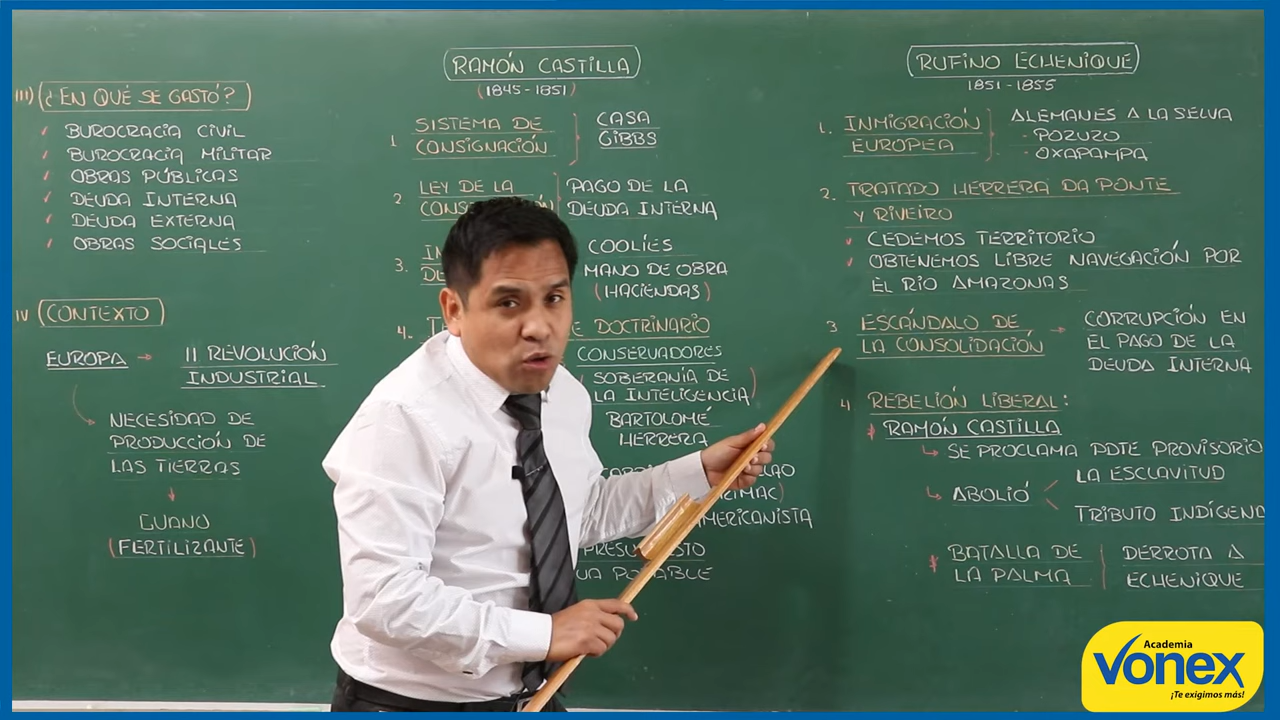 III) (¿EN QUÉ SE GASTÓ?)
✓ BUROCRACIA CIVIL
✓ BUROCRACIA MILITAR
✓ OBRAS PÚBLICAS
✓ DEUDA INTERNA
✓ DEUDA EXTERNA
✓ OBRAS SOCIALES
IV (CONTEXTO)
EUROPA → II REVOLUCIÓN
INDUSTRIAL
NECESIDAD DE
PRODUCCIÓN DE
LAS TIERRAS
GUANO
(FERTILIZANTE)
(RAMÓN CASTILLA)
(1845-1851)
1. SISTEMA DE
CONSIGNACIÓN
CASA
GIBBS
2 LEY DE LA
PAGO DE LA
DEUDA INTERNA
3.
COOLÍES
MANO DE OBRA
(HACIENDAS)
4.
DOCTRINARIO
CONSERVADORES
SOBERANÍA DE
LA INTELIGENCIA
BARTOLOMÉ
HERRERA
(RUFINO ECHENIQUE)
1851-1855
1. INMIGRACIÓN
EUROPEA
ALEMANES A LA SELVA
- POZUZO
- OXAPAMPA
2. TRATADO HERRERA DA PONTE
Y RIVEIRO
✓ CEDEMOS TERRITORIO
✓ OBTENEMOS LIBRE NAVEGACIÓN POR
EL RÍO AMAZONAS
3 ESCÁNDALO DE
LA CONSOLIDACIÓN
→ CORRUPCIÓN EN
EL PAGO DE LA
DEUDA INTERNA
4 REBELIÓN LIBERAL:
* RAMÓN CASTILLA
↳ SE PROCLAMA PDTE PROVISORIO
↳ ABOLIÓ < LA ESCLAVITUD
TRIBUTO INDÍGENA
* BATALLA DE
LA PALMA
DERROTA A
ECHENIQUE
Academia
Vonex
¡Te exigimos más!